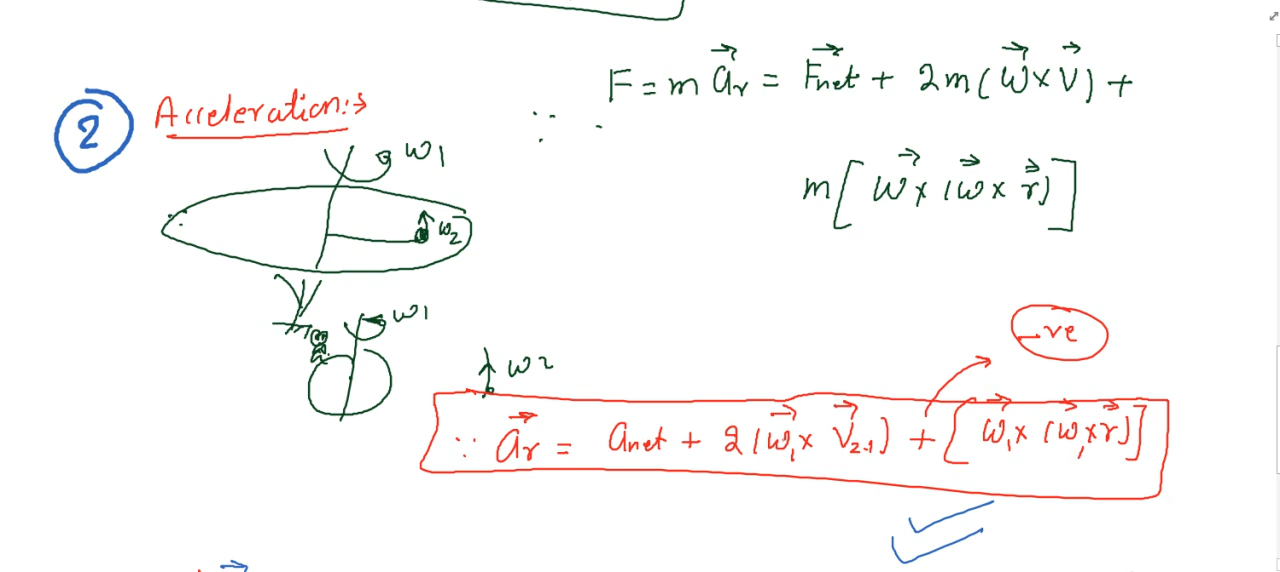 F = m a⃗r = F⃗net + 2m(ω⃗ × V⃗) +
② Acceleration:→
∵ .
m[ω⃗ × (ω⃗ × r⃗)]
ω1
ω2
ω1
ω2
-ve
∵ a⃗r = anet + 2(ω⃗1 × V⃗2.1) + [ω⃗1 × (ω⃗1 × r⃗)]